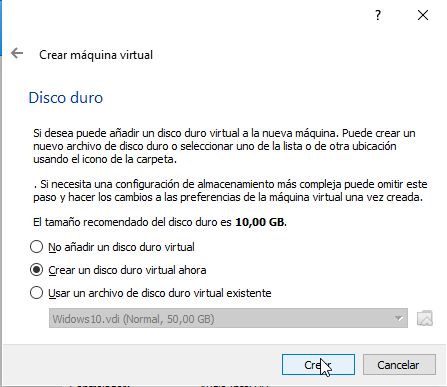 ?
Crear máquina virtual
Disco duro
Si desea puede añadir un disco duro virtual a la nueva máquina. Puede crear un
nuevo archivo de disco duro o seleccionar uno de la lista o de otra ubicación
usando el icono de la carpeta.
. Si necesita una configuración de almacenamiento más compleja puede omitir este
paso y hacer los cambios a las preferencias de la máquina virtual una vez creada.
El tamaño recomendado del disco duro es 10,00 GB.
No añadir un disco duro virtual
Crear un disco duro virtual ahora
Usar un archivo de disco duro virtual existente
Widows10.vdi (Normal, 50,00 GB)
Crear
Cancelar